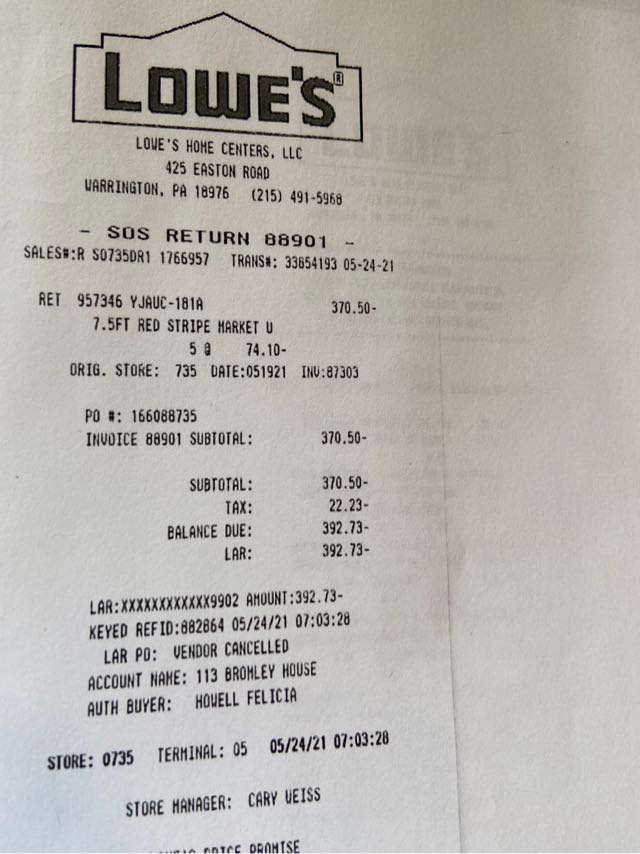 LOWE'S®
LOWE'S HOME CENTERS, LLC
425 EASTON ROAD
WARRINGTON, PA 18976 (215) 491-5968
- SOS RETURN 88901 -
SALES#:R S0735DR1 1766957 TRANS#: 33854193 05-24-21
RET 957346 YJAUC-181A 370.50-
7.5FT RED STRIPE MARKET U
5 @ 74.10-
ORIG. STORE: 735 DATE:051921 INV:87303
PO #: 166088735
INVOICE 88901 SUBTOTAL: 370.50-
SUBTOTAL: 370.50-
TAX: 22.23-
BALANCE DUE: 392.73-
LAR: 392.73-
LAR:XXXXXXXXXXXX9902 AMOUNT:392.73-
KEYED REFID:882864 05/24/21 07:03:28
LAR PO: VENDOR CANCELLED
ACCOUNT NAME: 113 BROMLEY HOUSE
AUTH BUYER: HOWELL FELICIA
STORE: 0735 TERMINAL: 05 05/24/21 07:03:28
STORE MANAGER: CARY WEISS
PRICE PROMISE